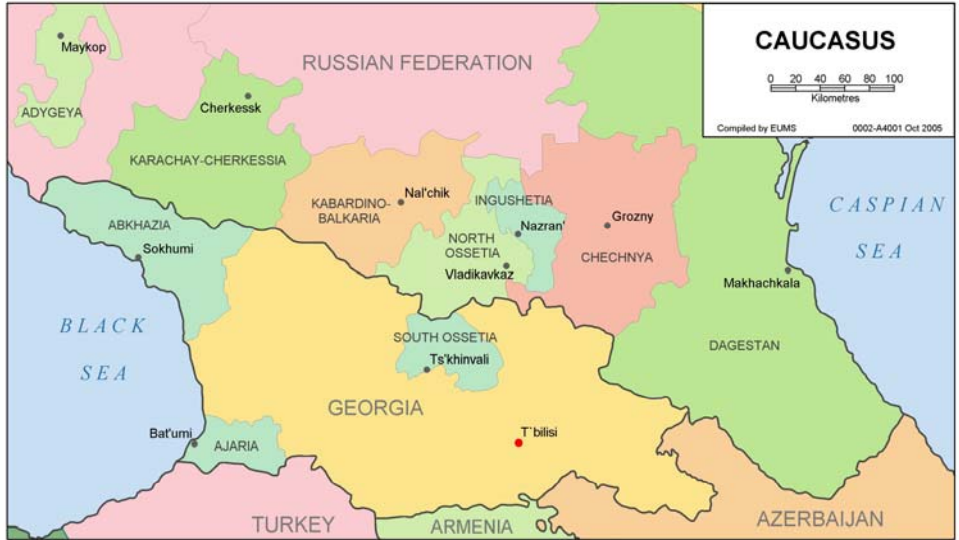 CAUCASUS
0 20 40 60 80 100
Kilometres
Compiled by EUMS 0002-A4001 Oct 2005
Maykop
RUSSIAN FEDERATION
ADYGEYA
Cherkessk
KARACHAY-CHERKESSIA
KABARDINO-
BALKARIA
Nal'chik
INGUSHETIA
Nazran'
Grozny
NORTH
OSSETIA
Vladikavkaz
CHECHNYA
CASPIAN
SEA
ABKHAZIA
Sokhumi
Makhachkala
BLACK
SEA
SOUTH OSSETIA
Ts'khinvali
DAGESTAN
GEORGIA
T`bilisi
Bat'umi
AJARIA
TURKEY
ARMENIA
AZERBAIJAN